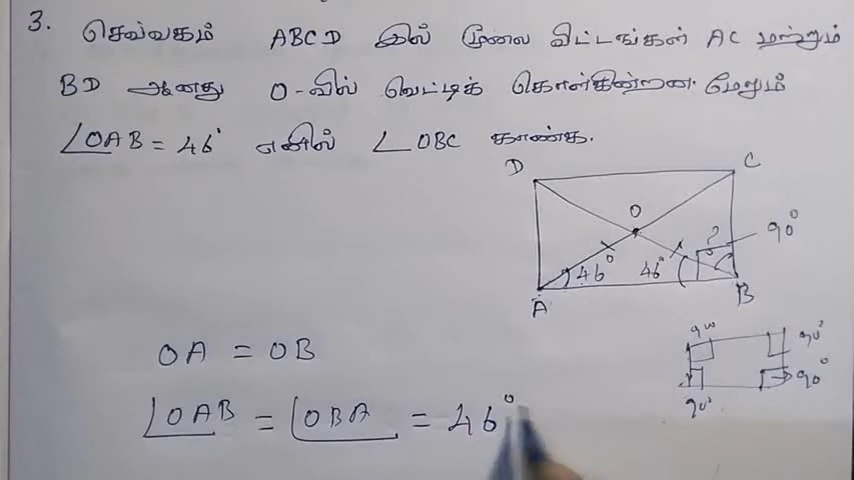 3. செவ்வகம் ABCD இல் மூலை விட்டங்கள் AC மற்றும்
BD ஆனது O-வில் வெட்டிக் கொள்கின்றன. மேலும்
∠OAB = 46° எனில் ∠OBC காண்க.
D C
O
? 90°
46° 46°
A B
OA = OB
∠OAB = ∠OBA = 46°
90° 90°
90° 90°